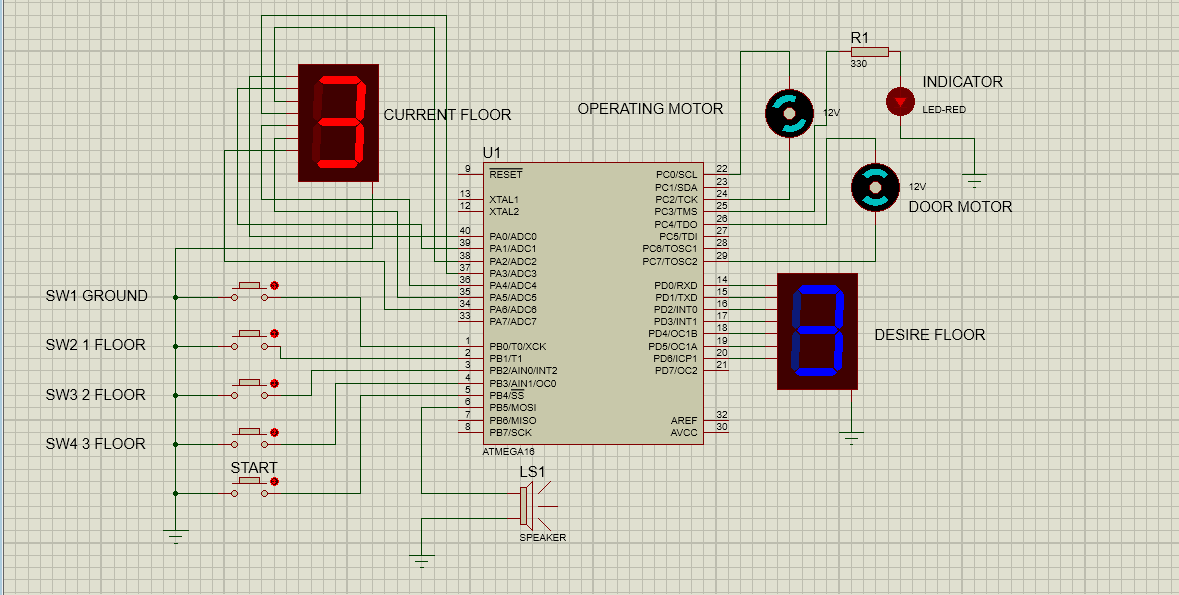 R1
330
INDICATOR
LED-RED
OPERATING MOTOR
12V
CURRENT FLOOR
3
U1
12V
DOOR MOTOR
9 RESET
13 XTAL1
12 XTAL2
40 PA0/ADC0
39 PA1/ADC1
38 PA2/ADC2
37 PA3/ADC3
36 PA4/ADC4
35 PA5/ADC5
34 PA6/ADC6
33 PA7/ADC7
1 PB0/T0/XCK
2 PB1/T1
3 PB2/AIN0/INT2
4 PB3/AIN1/OC0
5 PB4/SS
6 PB5/MOSI
7 PB6/MISO
8 PB7/SCK
PC0/SCL 22
PC1/SDA 23
PC2/TCK 24
PC3/TMS 25
PC4/TDO 26
PC5/TDI 27
PC6/TOSC1 28
PC7/TOSC2 29
PD0/RXD 14
PD1/TXD 15
PD2/INT0 16
PD3/INT1 17
PD4/OC1B 18
PD5/OC1A 19
PD6/ICP1 20
PD7/OC2 21
AREF 32
AVCC 30
ATMEGA16
3
DESIRE FLOOR
SW1 GROUND
SW2 1 FLOOR
SW3 2 FLOOR
SW4 3 FLOOR
START
LS1
SPEAKER